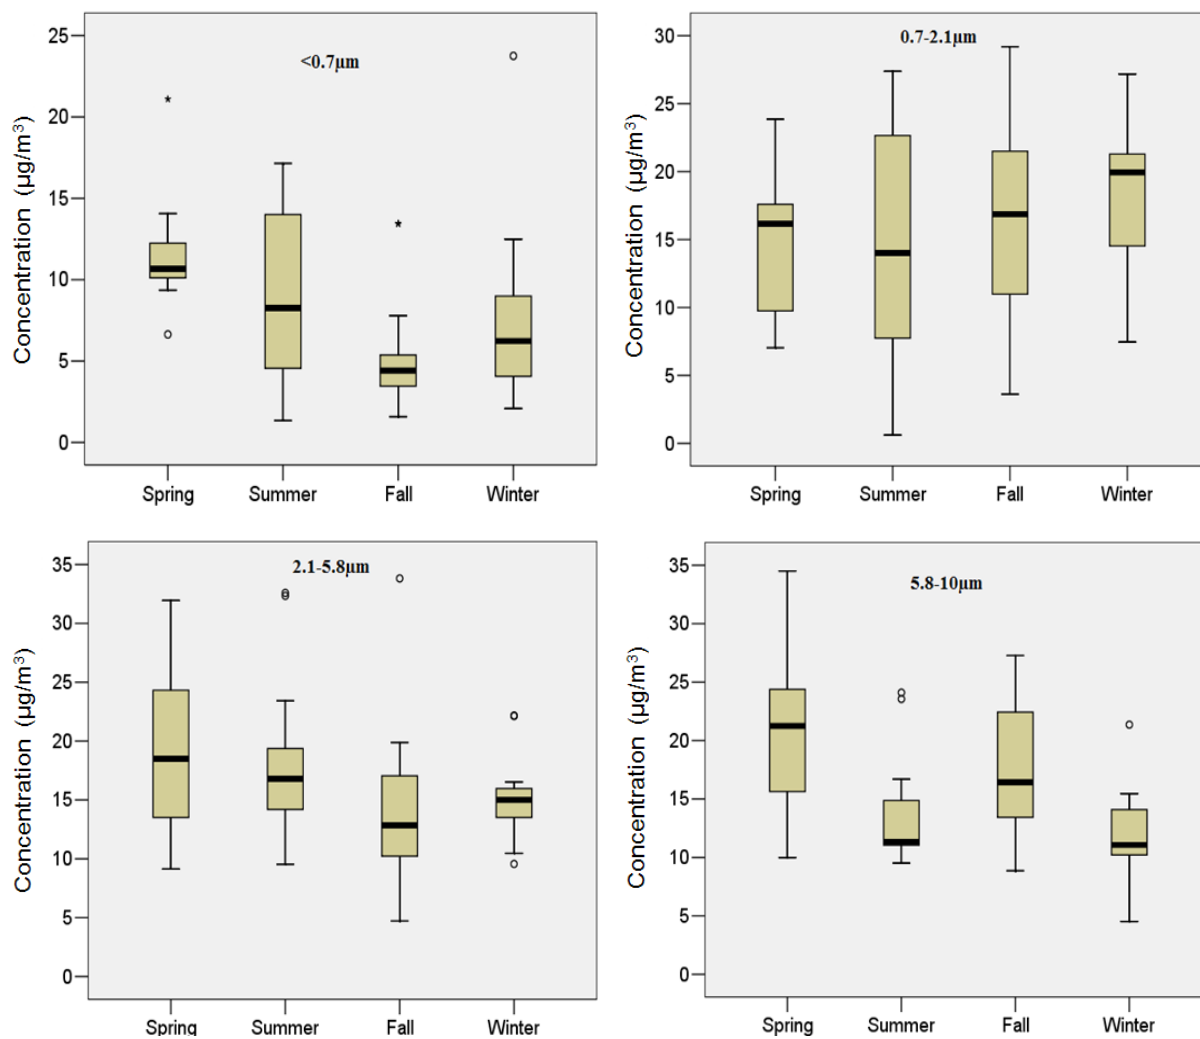 <0.7μm
Concentration (μg/m³)
25
20
15
10
5
0
Spring Summer Fall Winter
0.7-2.1μm
Concentration (μg/m³)
30
25
20
15
10
5
0
Spring Summer Fall Winter
2.1-5.8μm
Concentration (μg/m³)
35
30
25
20
15
10
5
0
Spring Summer Fall Winter
5.8-10μm
Concentration (μg/m³)
35
30
25
20
15
10
5
0
Spring Summer Fall Winter